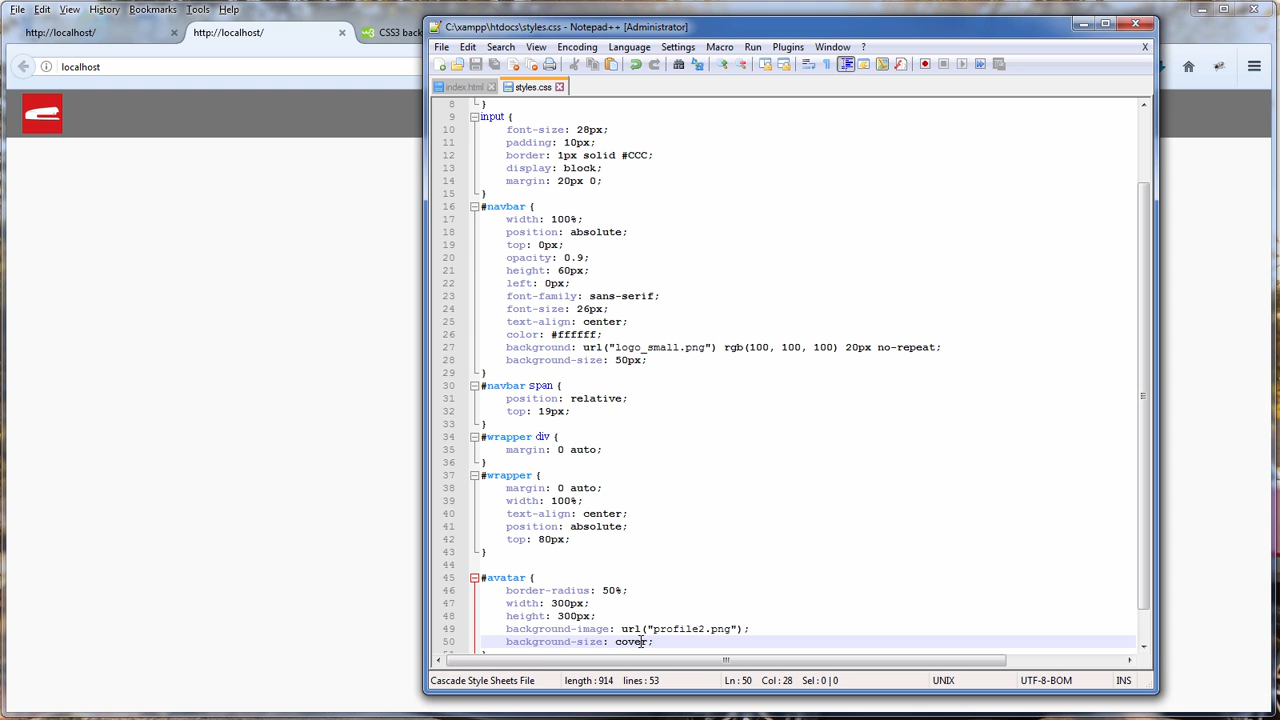 File Edit View History Bookmarks Tools Help
http://localhost/ × http://localhost/ × CSS3 back
localhost
C:\xampp\htdocs\styles.css - Notepad++ [Administrator]
File Edit Search View Encoding Language Settings Macro Run Plugins Window ? X
index.html styles.css
8 }
9 input {
10 font-size: 28px;
11 padding: 10px;
12 border: 1px solid #CCC;
13 display: block;
14 margin: 20px 0;
15 }
16 #navbar {
17 width: 100%;
18 position: absolute;
19 top: 0px;
20 opacity: 0.9;
21 height: 60px;
22 left: 0px;
23 font-family: sans-serif;
24 font-size: 26px;
25 text-align: center;
26 color: #ffffff;
27 background: url("logo_small.png") rgb(100, 100, 100) 20px no-repeat;
28 background-size: 50px;
29 }
30 #navbar span {
31 position: relative;
32 top: 19px;
33 }
34 #wrapper div {
35 margin: 0 auto;
36 }
37 #wrapper {
38 margin: 0 auto;
39 width: 100%;
40 text-align: center;
41 position: absolute;
42 top: 80px;
43 }
44
45 #avatar {
46 border-radius: 50%;
47 width: 300px;
48 height: 300px;
49 background-image: url("profile2.png");
50 background-size: cover;
Cascade Style Sheets File length : 914 lines : 53 Ln : 50 Col : 28 Sel : 0 | 0 UNIX UTF-8-BOM INS